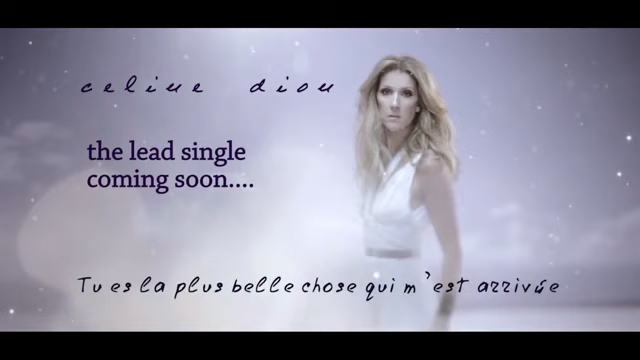 celine dion
the lead single
coming soon....
Tu es la plus belle chose qui m'est arrivée